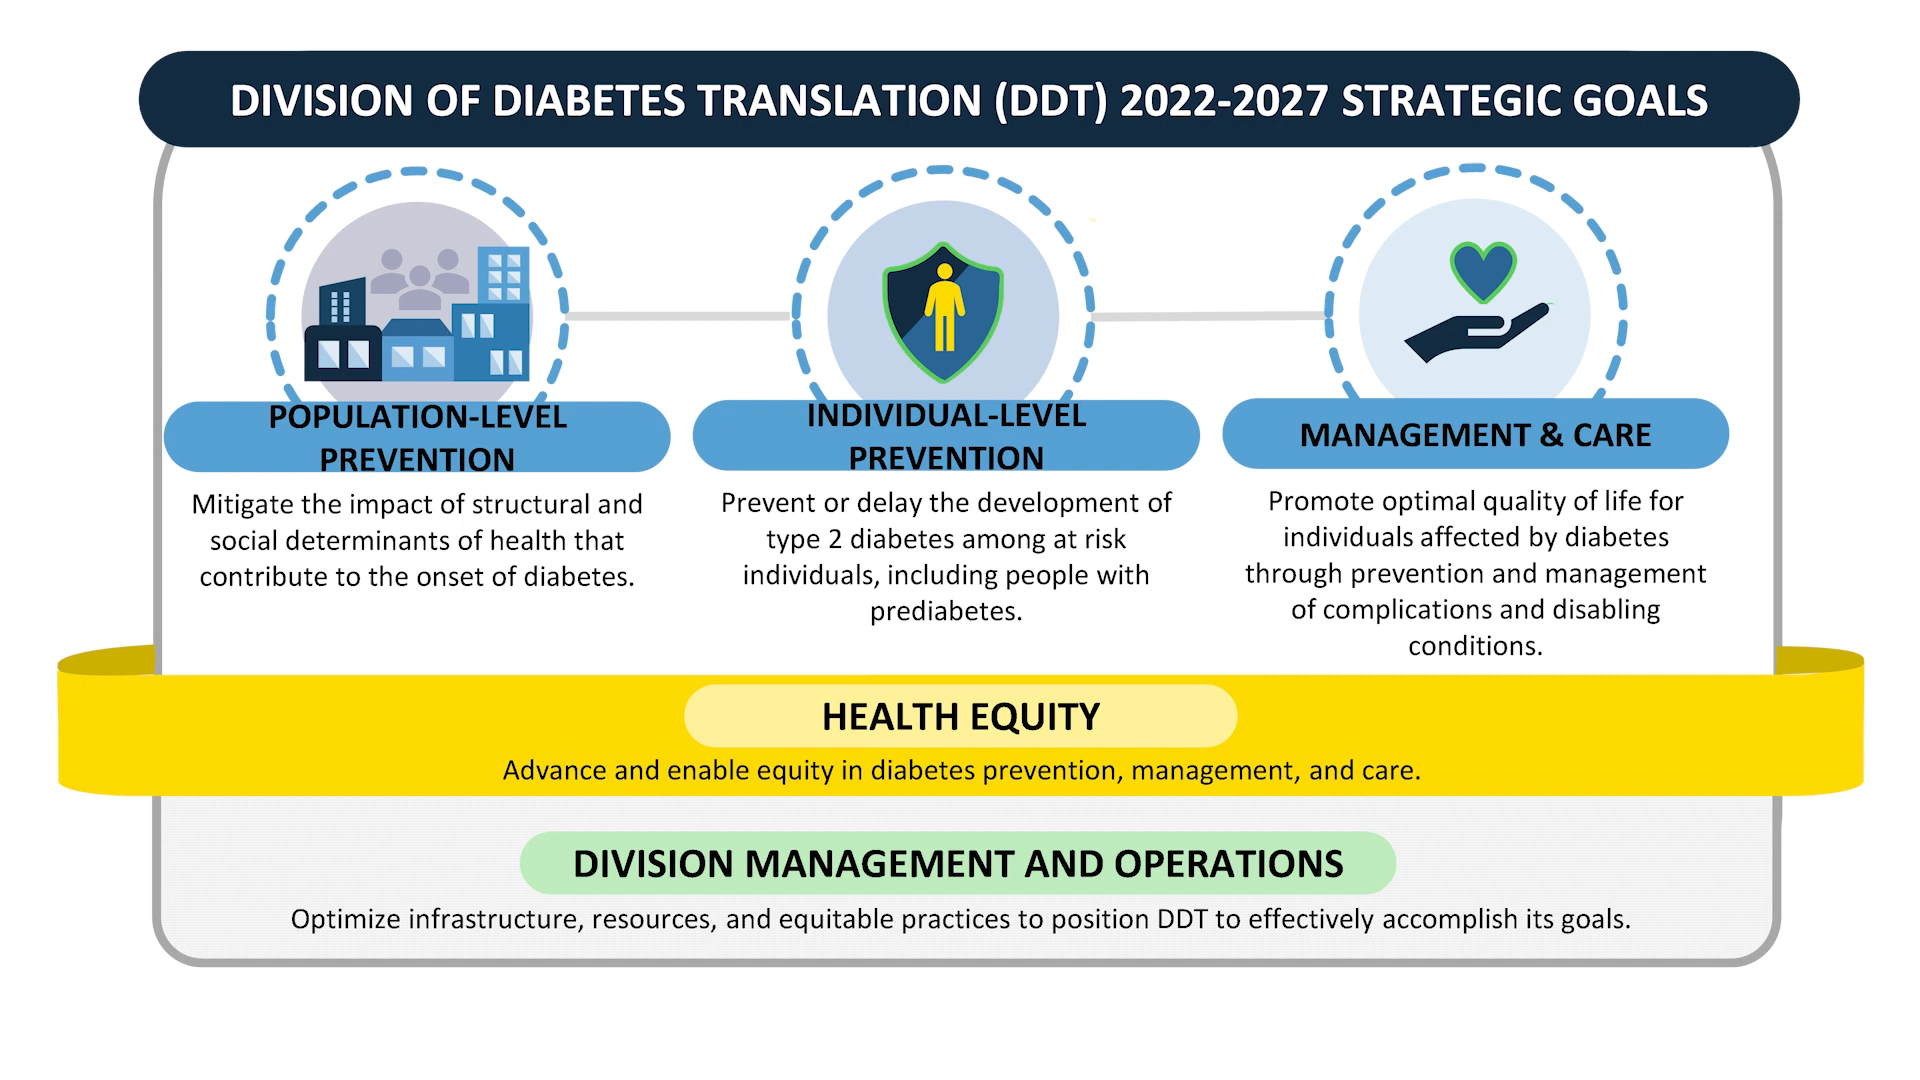 DIVISION OF DIABETES TRANSLATION (DDT) 2022-2027 STRATEGIC GOALS
POPULATION-LEVEL
PREVENTION
Mitigate the impact of structural and
social determinants of health that
contribute to the onset of diabetes.
INDIVIDUAL-LEVEL
PREVENTION
Prevent or delay the development of
type 2 diabetes among at risk
individuals, including people with
prediabetes.
MANAGEMENT & CARE
Promote optimal quality of life for
individuals affected by diabetes
through prevention and management
of complications and disabling
conditions.
HEALTH EQUITY
Advance and enable equity in diabetes prevention, management, and care.
DIVISION MANAGEMENT AND OPERATIONS
Optimize infrastructure, resources, and equitable practices to position DDT to effectively accomplish its goals.